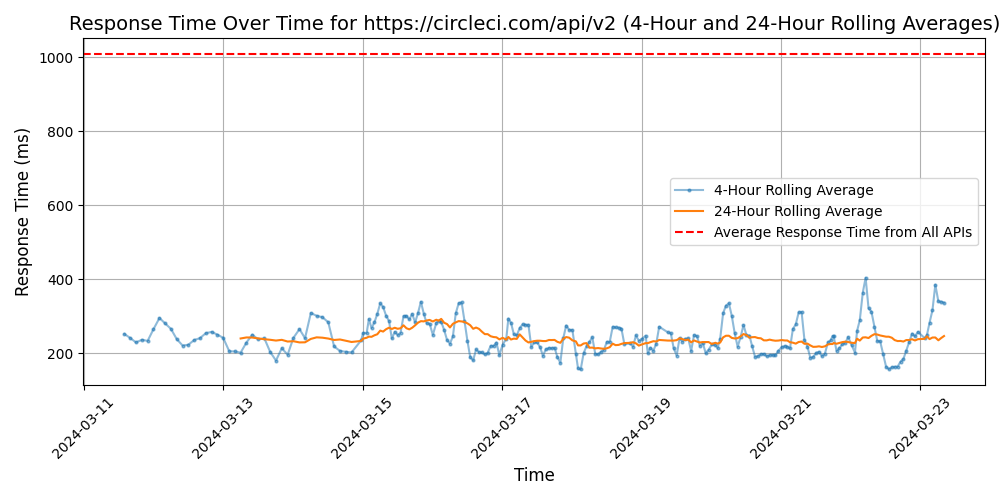 Response Time Over Time for https://circleci.com/api/v2 (4-Hour and 24-Hour Rolling Averages)
Response Time (ms)
1000
800
600
400
200
4-Hour Rolling Average
24-Hour Rolling Average
Average Response Time from All APIs
2024-03-11
2024-03-13
2024-03-15
2024-03-17
2024-03-19
2024-03-21
2024-03-23
Time